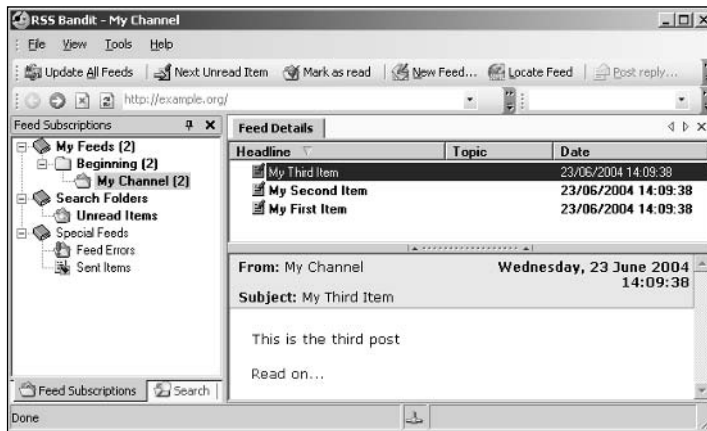 RSS Bandit - My Channel
File View Tools Help
Update All Feeds Next Unread Item Mark as read New Feed... Locate Feed Post reply...
http://example.org/
Feed Subscriptions
My Feeds (2)
Beginning (2)
My Channel (2)
Search Folders
Unread Items
Special Feeds
Feed Errors
Sent Items
Feed Subscriptions Search
Feed Details
Headline Topic Date
My Third Item 23/06/2004 14:09:38
My Second Item 23/06/2004 14:09:38
My First Item 23/06/2004 14:09:38
From: My Channel Wednesday, 23 June 2004
14:09:38
Subject: My Third Item
This is the third post
Read on...
Done